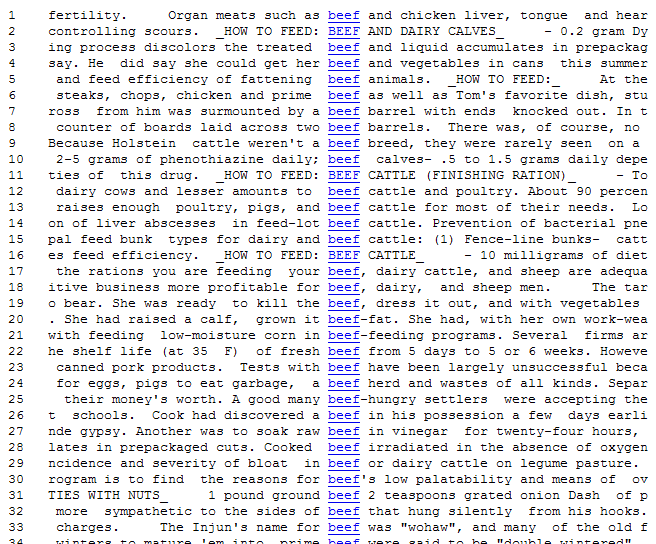 1 fertility. Organ meats such as beef and chicken liver, tongue and hear
2 controlling scours. _HOW TO FEED: BEEF AND DAIRY CALVES_ - 0.2 gram Dy
3 ing process discolors the treated beef and liquid accumulates in prepackag
4 say. He did say she could get her beef and vegetables in cans this summer
5 and feed efficiency of fattening beef animals. _HOW TO FEED:_ At the
6 steaks, chops, chicken and prime beef as well as Tom's favorite dish, stu
7 ross from him was surmounted by a beef barrel with ends knocked out. In t
8 counter of boards laid across two beef barrels. There was, of course, no
9 Because Holstein cattle weren't a beef breed, they were rarely seen on a
10 2-5 grams of phenothiazine daily; beef calves- .5 to 1.5 grams daily depe
11 ties of this drug. _HOW TO FEED: BEEF CATTLE (FINISHING RATION)_ - To
12 dairy cows and lesser amounts to beef cattle and poultry. About 90 percen
13 raises enough poultry, pigs, and beef cattle for most of their needs. Lo
14 on of liver abscesses in feed-lot beef cattle. Prevention of bacterial pne
15 pal feed bunk types for dairy and beef cattle: (1) Fence-line bunks- catt
16 es feed efficiency. _HOW TO FEED: BEEF CATTLE_ - 10 milligrams of diet
17 the rations you are feeding your beef, dairy cattle, and sheep are adequa
18 itive business more profitable for beef, dairy, and sheep men. The tar
19 o bear. She was ready to kill the beef, dress it out, and with vegetables
20 . She had raised a calf, grown it beef-fat. She had, with her own work-wea
21 with feeding low-moisture corn in beef-feeding programs. Several firms ar
22 he shelf life (at 35 F) of fresh beef from 5 days to 5 or 6 weeks. Howeve
23 canned pork products. Tests with beef have been largely unsuccessful beca
24 for eggs, pigs to eat garbage, a beef herd and wastes of all kinds. Separ
25 their money's worth. A good many beef-hungry settlers were accepting the
26 t schools. Cook had discovered a beef in his possession a few days earli
27 nde gypsy. Another was to soak raw beef in vinegar for twenty-four hours,
28 lates in prepackaged cuts. Cooked beef irradiated in the absence of oxygen
29 ncidence and severity of bloat in beef or dairy cattle on legume pasture.
30 rogram is to find the reasons for beef's low palatability and means of ov
31 TIES WITH NUTS_ 1 pound ground beef 2 teaspoons grated onion Dash of p
32 more sympathetic to the sides of beef that hung silently from his hooks.
33 charges. The Injun's name for beef was "wohaw", and many of the old f
34 winters to mature 'em into prime beef were said to be "double wintered"